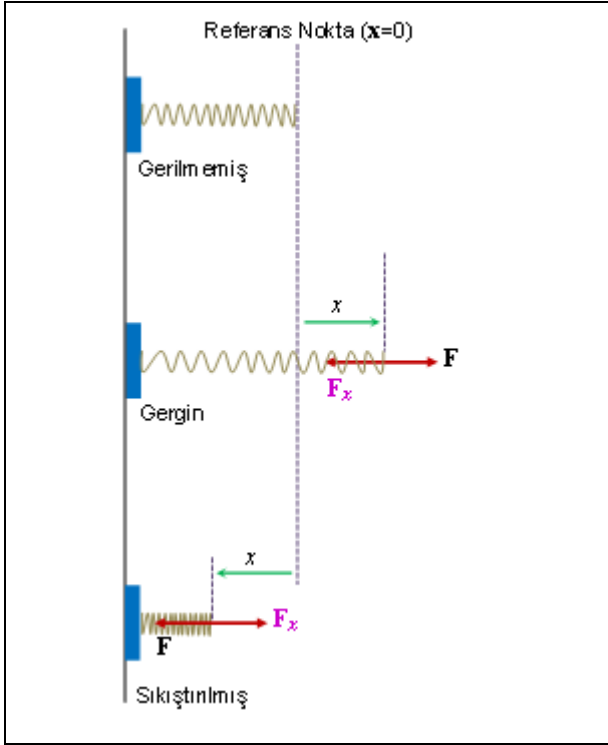 Referans Nokta (x=0)
Gerilmemiş
x
F
Fx
Gergin
x
Fx
F
Sıkıştırılmış